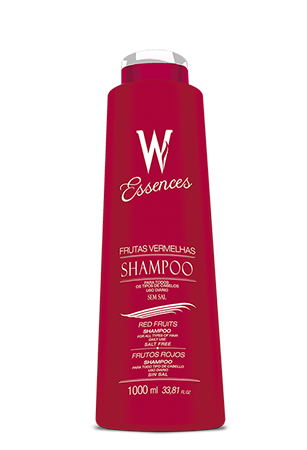 W
Essences
FRUTAS VERMELHAS
SHAMPOO
PARA TODOS
OS TIPOS DE CABELOS
USO DIÁRIO
SEM SAL
RED FRUITS
SHAMPOO
FOR ALL TYPES OF HAIR
DAILY USE
SALT FREE
FRUTOS ROJOS
SHAMPOO
PARA TODO TIPO DE CABELLO
USO DIARIO
SIN SAL
1000 ml 33,81 fl.oz